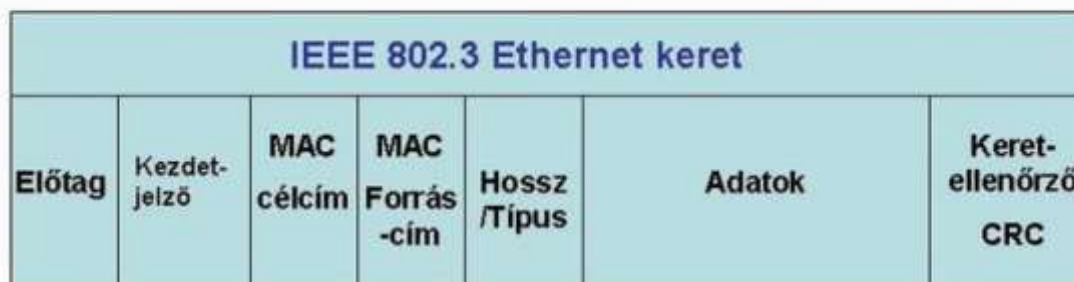 IEEE 802.3 Ethernet keret
Előtag
Kezdet-
jelző
MAC
célcím
MAC
Forrás
-cím
Hossz
/Típus
Adatok
Keret-
ellenőrző
CRC